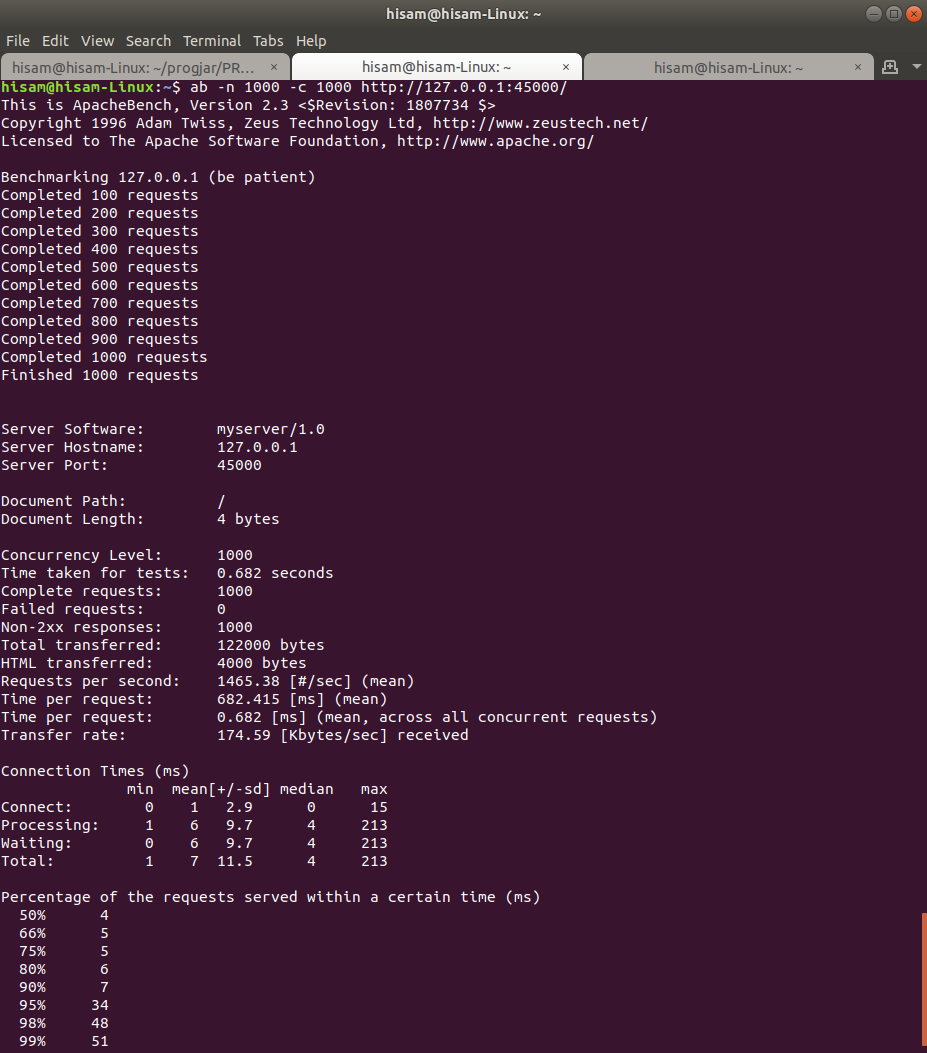 hisam@hisam-Linux: ~
File Edit View Search Terminal Tabs Help
hisam@hisam-Linux: ~/progjar/PR... × hisam@hisam-Linux: ~ × hisam@hisam-Linux: ~ ×
hisam@hisam-Linux:~$ ab -n 1000 -c 1000 http://127.0.0.1:45000/
This is ApacheBench, Version 2.3 <$Revision: 1807734 $>
Copyright 1996 Adam Twiss, Zeus Technology Ltd, http://www.zeustech.net/
Licensed to The Apache Software Foundation, http://www.apache.org/

Benchmarking 127.0.0.1 (be patient)
Completed 100 requests
Completed 200 requests
Completed 300 requests
Completed 400 requests
Completed 500 requests
Completed 600 requests
Completed 700 requests
Completed 800 requests
Completed 900 requests
Completed 1000 requests
Finished 1000 requests

Server Software:        myserver/1.0
Server Hostname:        127.0.0.1
Server Port:            45000

Document Path:          /
Document Length:        4 bytes

Concurrency Level:      1000
Time taken for tests:   0.682 seconds
Complete requests:      1000
Failed requests:        0
Non-2xx responses:      1000
Total transferred:      122000 bytes
HTML transferred:       4000 bytes
Requests per second:    1465.38 [#/sec] (mean)
Time per request:       682.415 [ms] (mean)
Time per request:       0.682 [ms] (mean, across all concurrent requests)
Transfer rate:          174.59 [Kbytes/sec] received

Connection Times (ms)
              min  mean[+/-sd] median   max
Connect:        0    1   2.9      0      15
Processing:     1    6   9.7      4     213
Waiting:        0    6   9.7      4     213
Total:          1    7  11.5      4     213

Percentage of the requests served within a certain time (ms)
  50%      4
  66%      5
  75%      5
  80%      6
  90%      7
  95%     34
  98%     48
  99%     51